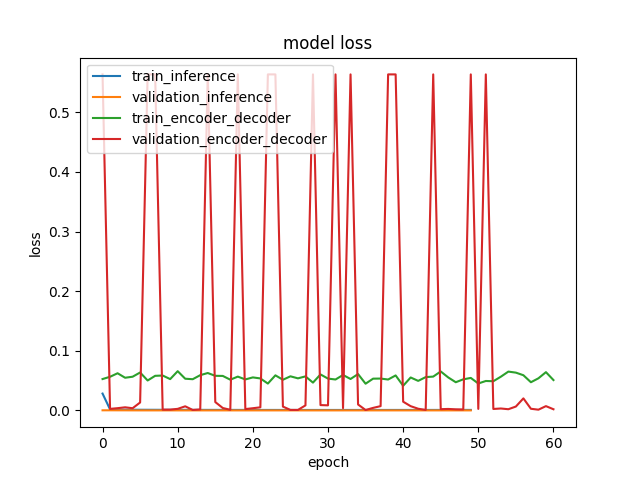 model loss
train_inference
validation_inference
train_encoder_decoder
validation_encoder_decoder
0.5
0.4
0.3
0.2
0.1
0.0
loss
0 10 20 30 40 50 60
epoch